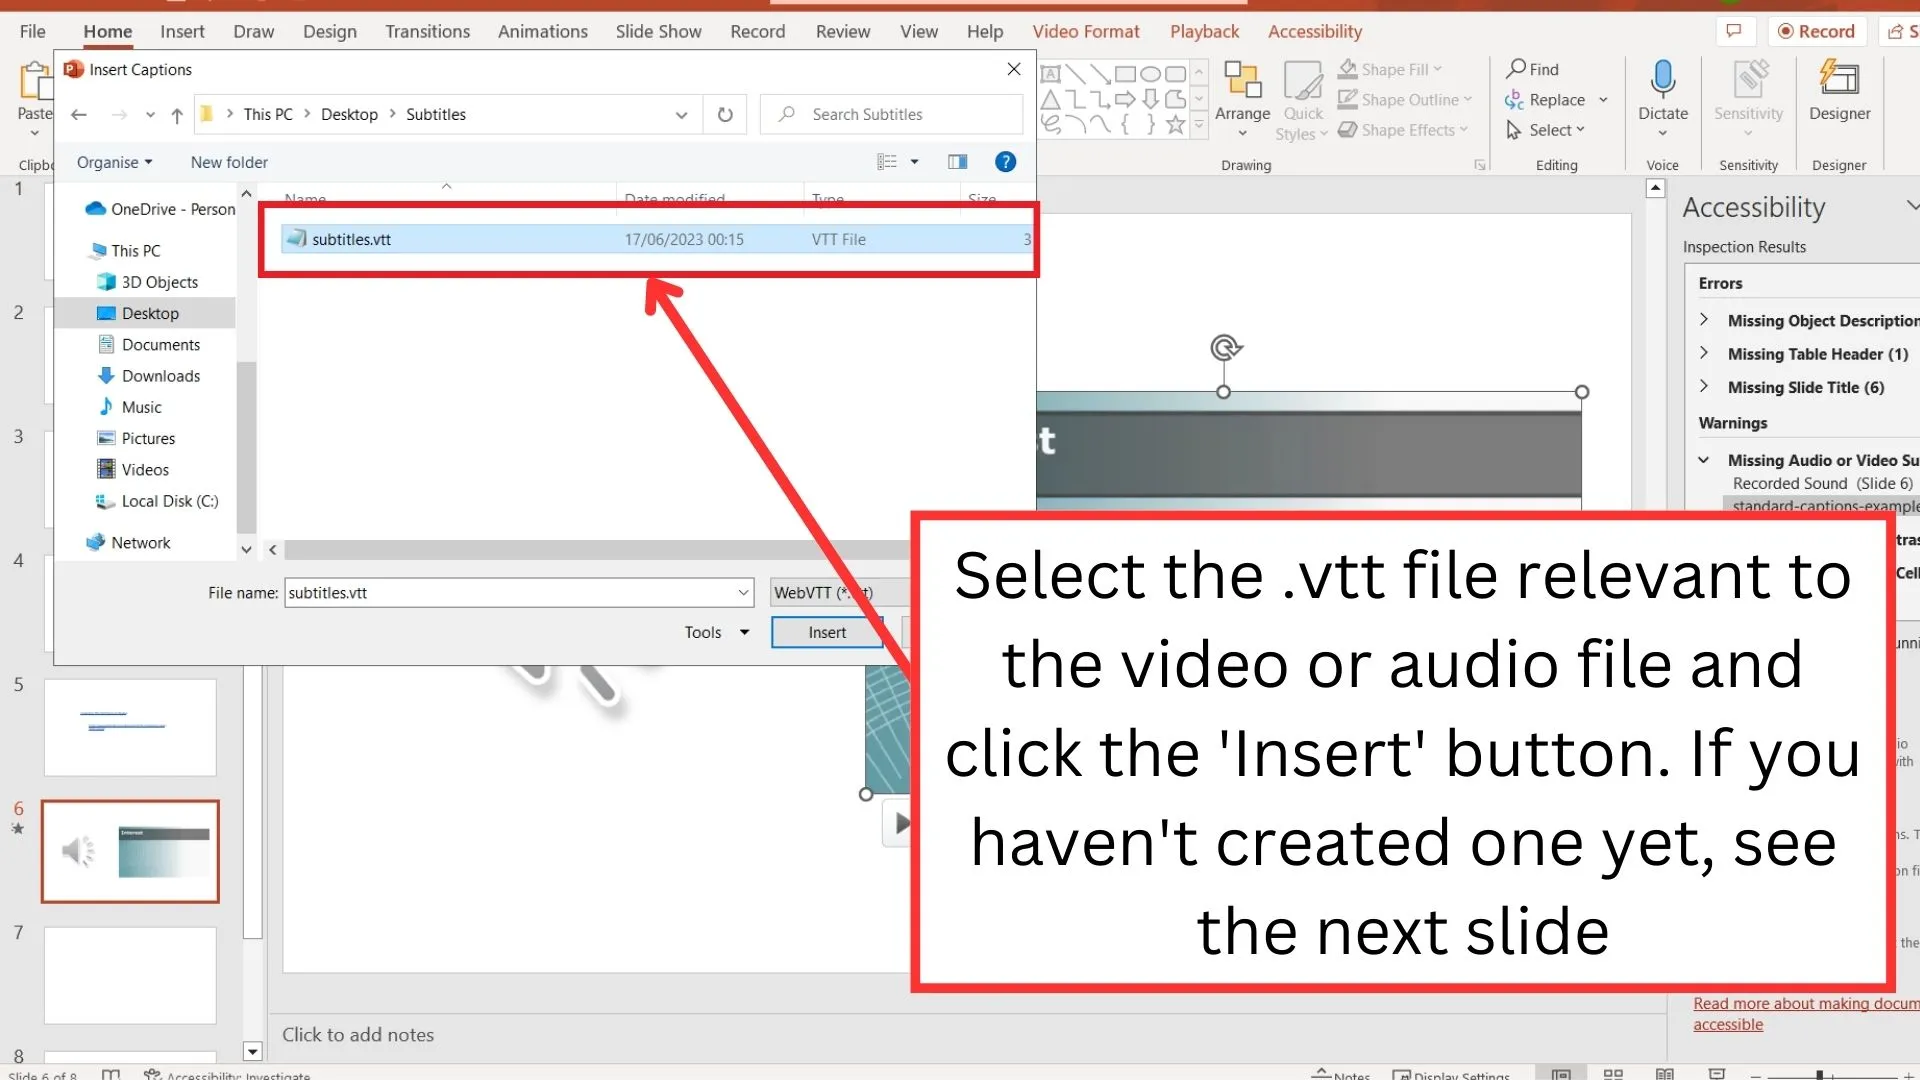 File Home Insert Draw Design Transitions Animations Slide Show Record Review View Help Video Format Playback Accessibility Record
Insert Captions
This PC > Desktop > Subtitles
Search Subtitles
Organise New folder
Name Date modified Type Size
subtitles.vtt 17/06/2023 00:15 VTT File 3
OneDrive - Person
This PC
3D Objects
Desktop
Documents
Downloads
Music
Pictures
Videos
Local Disk (C:)
Network
File name: subtitles.vtt
Tools Insert
Paste
Arrange
Quick
Styles
Shape Fill
Shape Outline
Shape Effects
Drawing
Find
Replace
Select
Editing
Dictate
Voice
Sensitivity
Sensitivity
Designer
Designer
Accessibility
Inspection Results
Errors
Missing Object Description
Missing Table Header (1)
Missing Slide Title (6)
Warnings
Missing Audio or Video Su
Recorded Sound (Slide 6)
standard-captions-example
Select the .vtt file relevant to
the video or audio file and
click the 'Insert' button. If you
haven't created one yet, see
the next slide
Read more about making docum
accessible
1
2
3
4
5
6
Internet
7
8
Click to add notes
Slide 6 of 8 Accessibility: Investigate Notes Display Settings